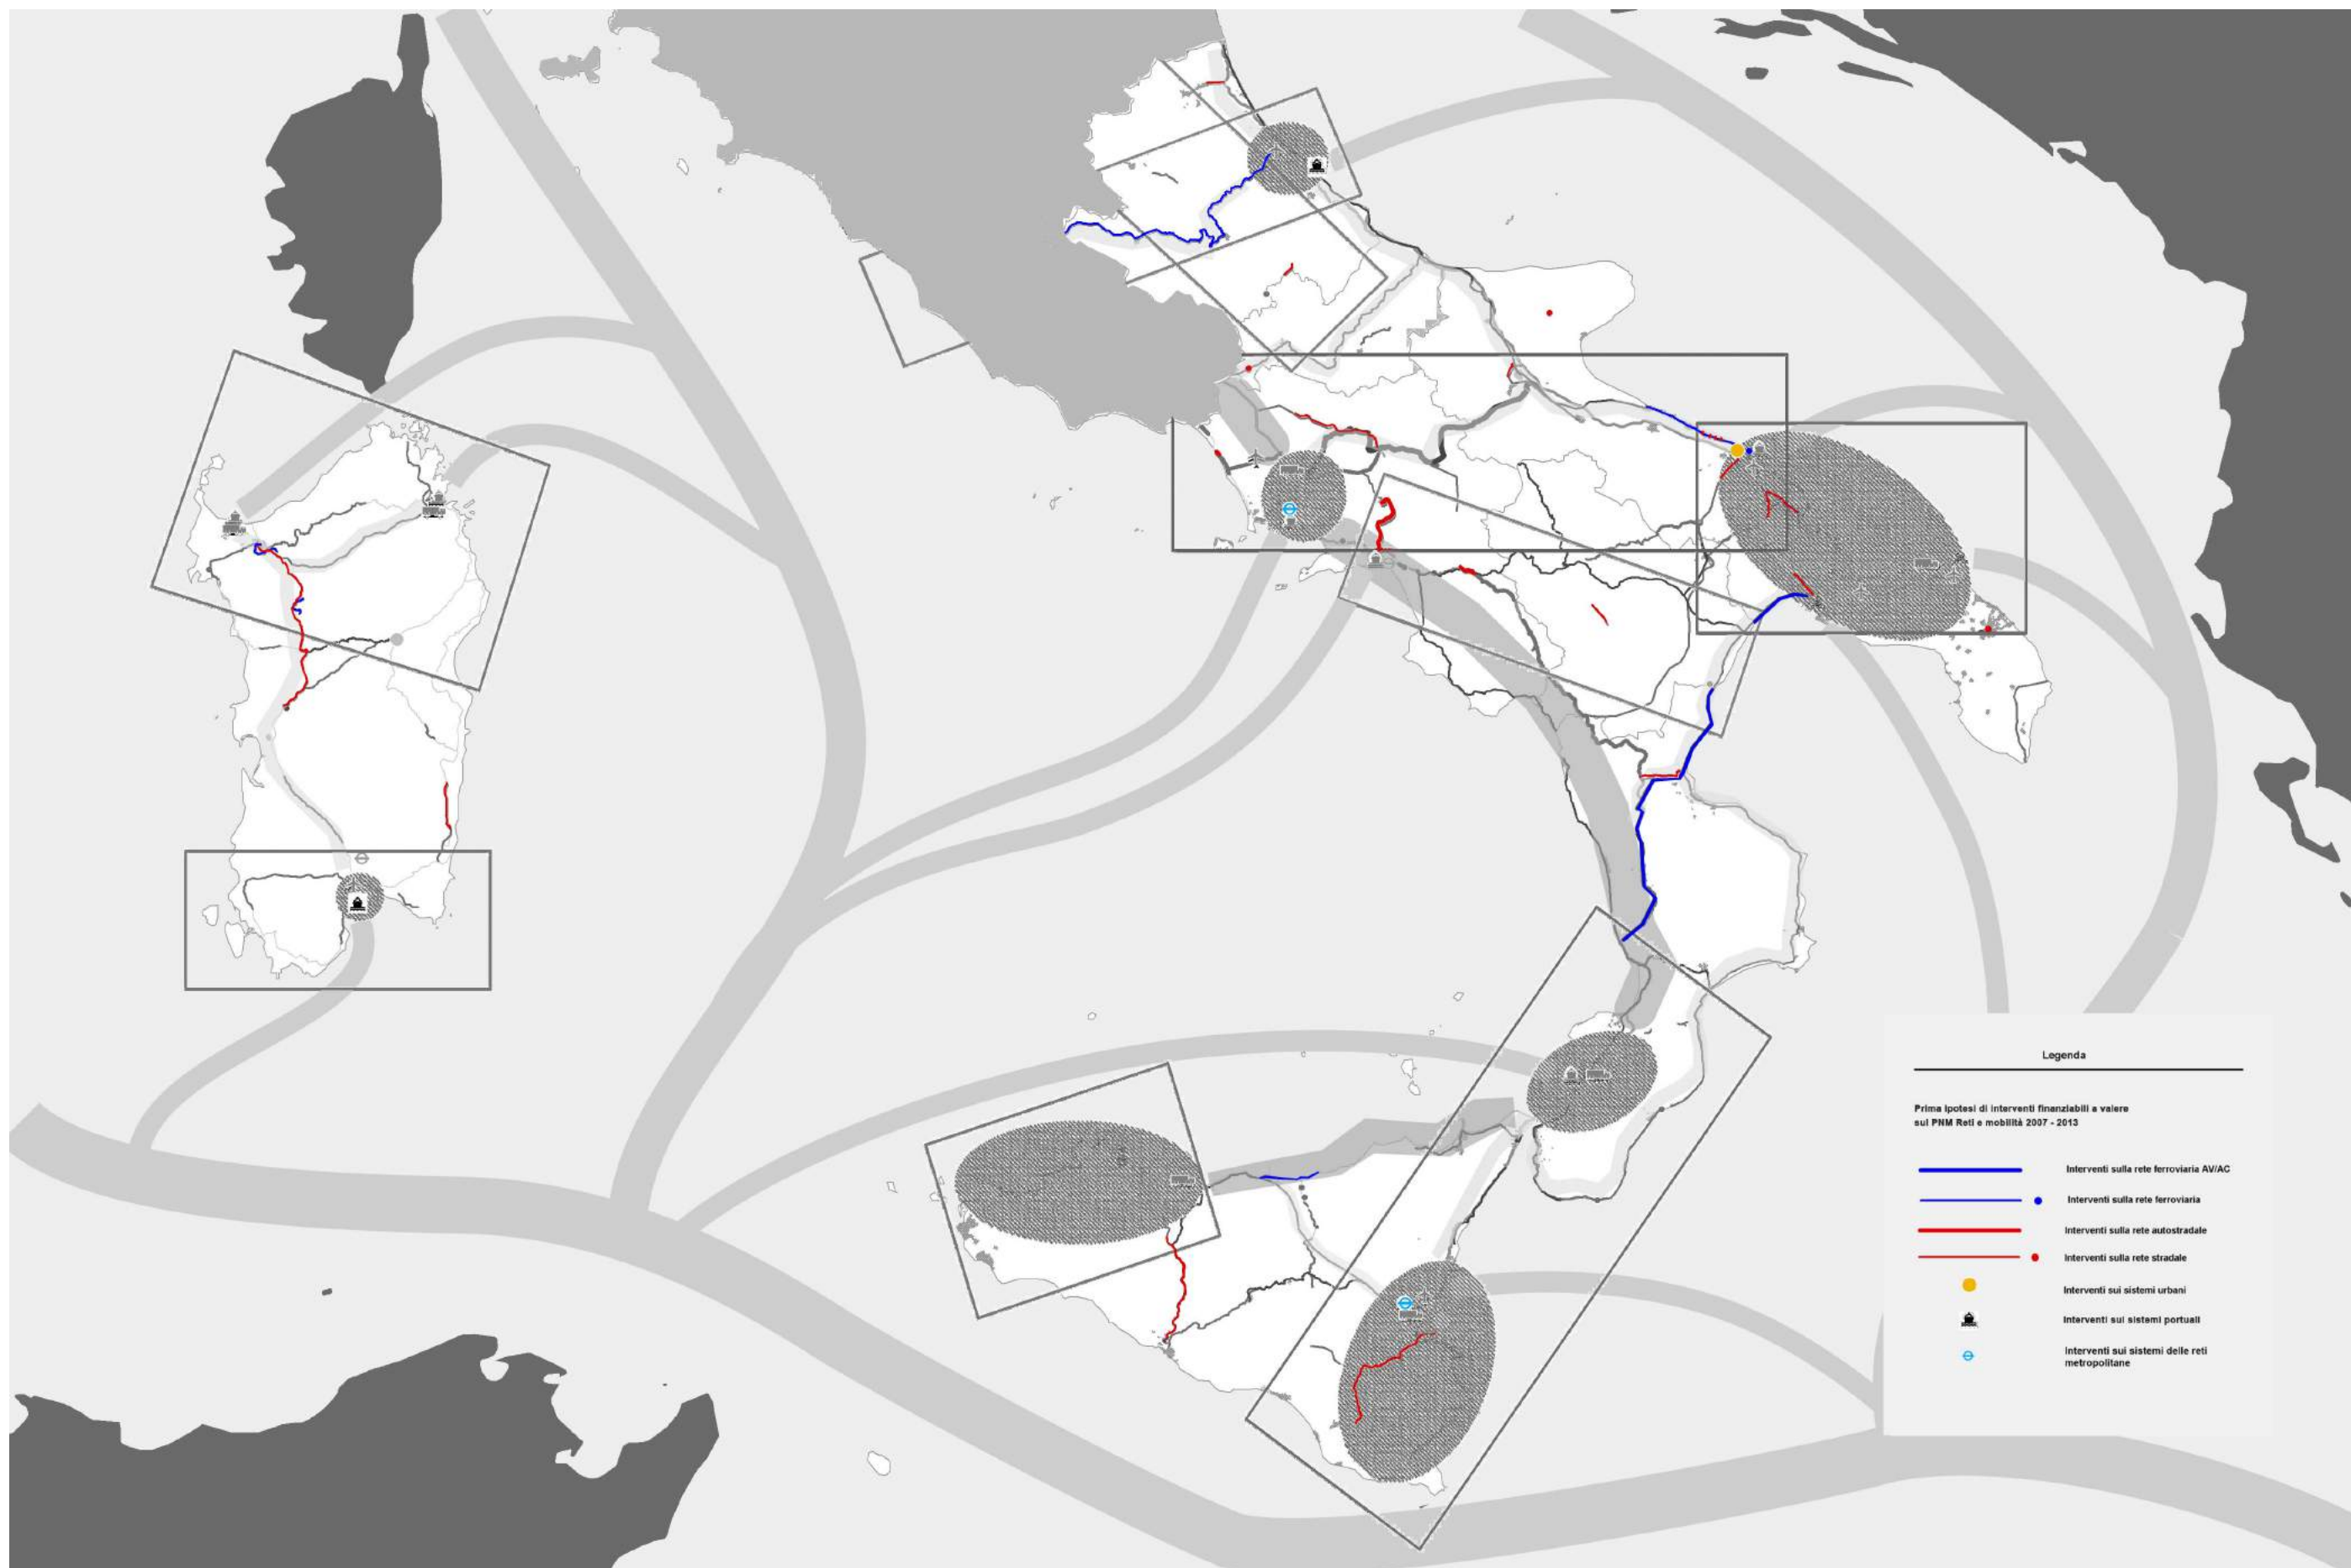 Legenda
Prima ipotesi di interventi finanziabili a valere
sul PNM Reti e mobilità 2007 - 2013
Interventi sulla rete ferroviaria AV/AC
Interventi sulla rete ferroviaria
Interventi sulla rete autostradale
Interventi sulla rete stradale
Interventi sui sistemi urbani
Interventi sui sistemi portuali
Interventi sui sistemi delle reti
metropolitane